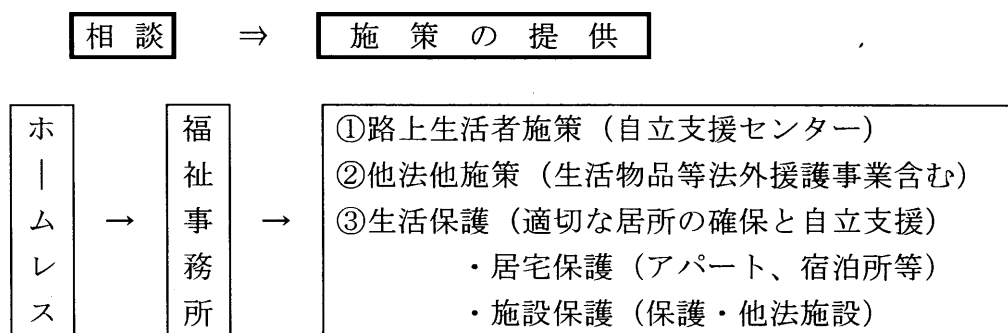 相談 ⇒ 施策の提供
ホームレス
→
福祉事務所
→
①路上生活者施策（自立支援センター）
②他法他施策（生活物品等法外援護事業含む）
③生活保護（適切な居所の確保と自立支援）
・居宅保護（アパート、宿泊所等）
・施設保護（保護・他法施設）